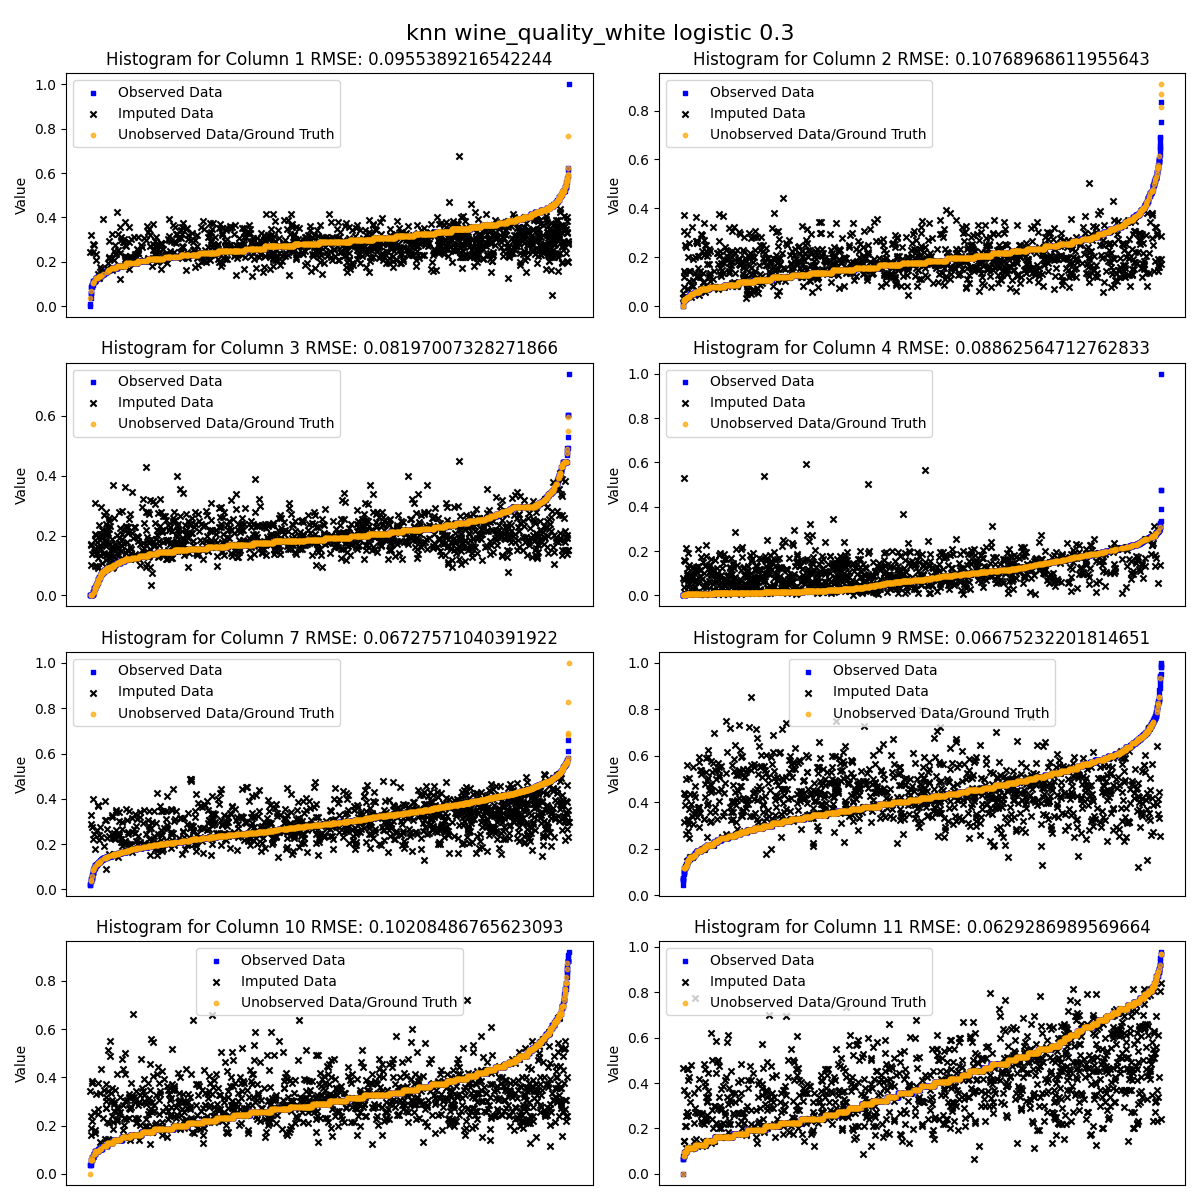 knn wine_quality_white logistic 0.3
Histogram for Column 1 RMSE: 0.0955389216542244
Value
1.0
0.8
0.6
0.4
0.2
0.0
Observed Data
Imputed Data
Unobserved Data/Ground Truth
Histogram for Column 2 RMSE: 0.10768968611955643
Value
0.8
0.6
0.4
0.2
0.0
Observed Data
Imputed Data
Unobserved Data/Ground Truth
Histogram for Column 3 RMSE: 0.08197007328271866
Value
0.6
0.4
0.2
0.0
Observed Data
Imputed Data
Unobserved Data/Ground Truth
Histogram for Column 4 RMSE: 0.08862564712762833
Value
1.0
0.8
0.6
0.4
0.2
0.0
Observed Data
Imputed Data
Unobserved Data/Ground Truth
Histogram for Column 7 RMSE: 0.06727571040391922
Value
1.0
0.8
0.6
0.4
0.2
0.0
Observed Data
Imputed Data
Unobserved Data/Ground Truth
Histogram for Column 9 RMSE: 0.06675232201814651
Value
1.0
0.8
0.6
0.4
0.2
0.0
Observed Data
Imputed Data
Unobserved Data/Ground Truth
Histogram for Column 10 RMSE: 0.10208486765623093
Value
0.8
0.6
0.4
0.2
0.0
Observed Data
Imputed Data
Unobserved Data/Ground Truth
Histogram for Column 11 RMSE: 0.0629286989569664
Value
1.0
0.8
0.6
0.4
0.2
0.0
Observed Data
Imputed Data
Unobserved Data/Ground Truth